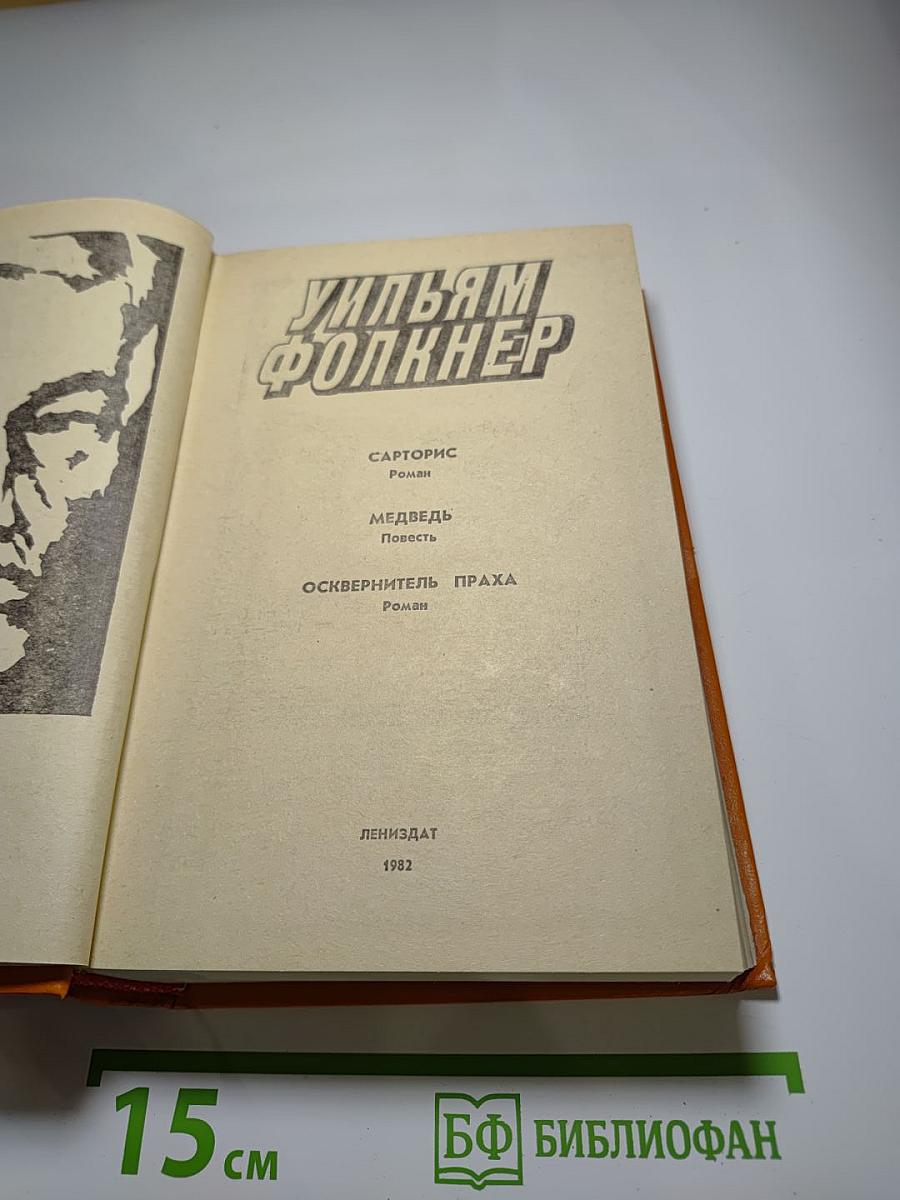 УИЛЬЯМ
ФОЛКНЕР
САРТОРИС
Роман
МЕДВЕДЬ
Повесть
ОСКВЕРНИТЕЛЬ ПРАХА
Роман
ЛЕНИЗДАТ
1982
15 см
БФ БИБЛИОФАН